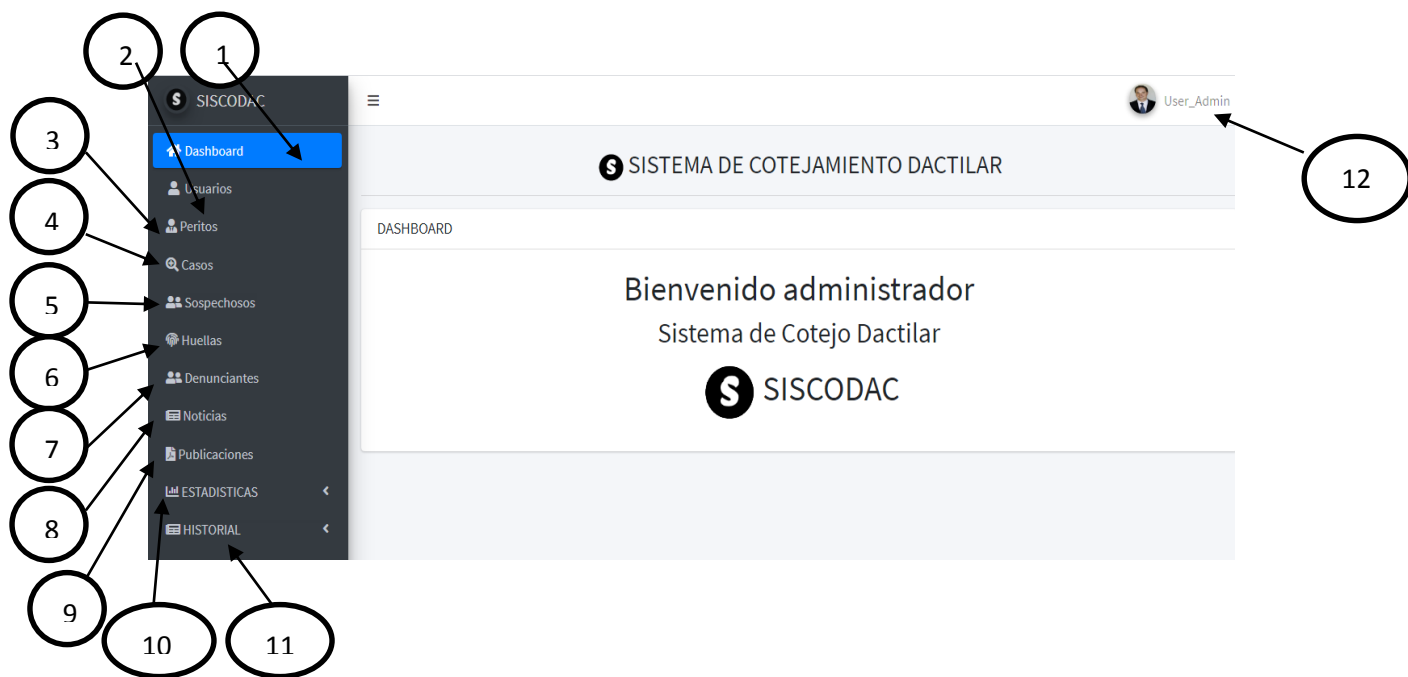 2
1
SISCODAC
User_Admin
3
Dashboard
SISTEMA DE COTEJAMIENTO DACTILAR
12
Usuarios
4
Peritos
DASHBOARD
Casos
Bienvenido administrador
5
Sospechosos
Sistema de Cotejo Dactilar
Huellas
6
Denunciantes
S SISCODAC
Noticias
7
Publicaciones
ESTADISTICAS
8
HISTORIAL
9
10
11